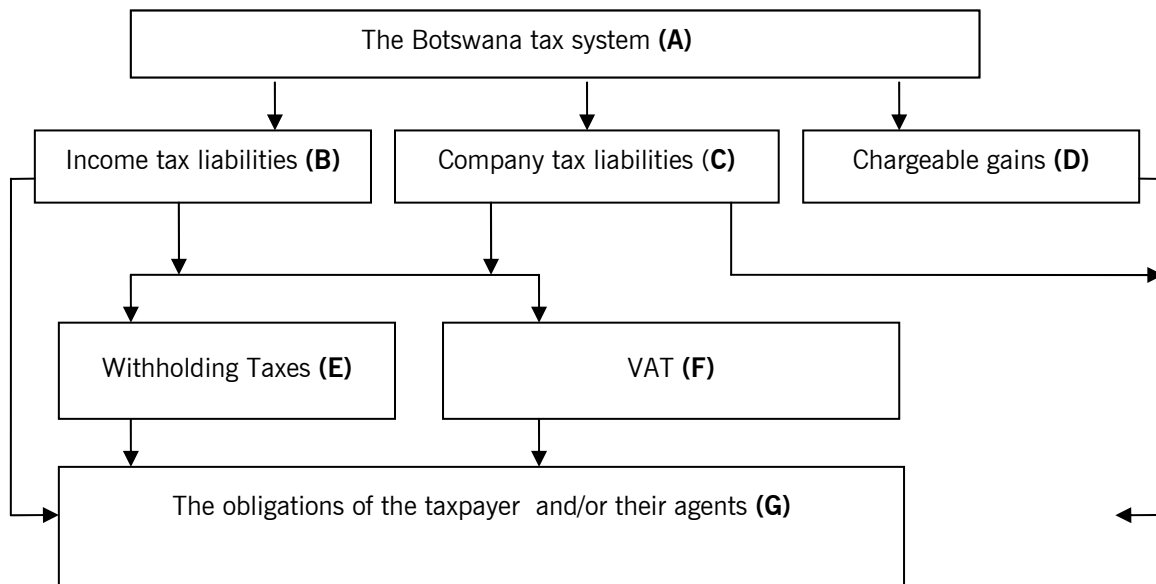 The Botswana tax system (A)
Income tax liabilities (B)
Company tax liabilities (C)
Chargeable gains (D)
Withholding Taxes (E)
VAT (F)
The obligations of the taxpayer  and/or their agents (G)